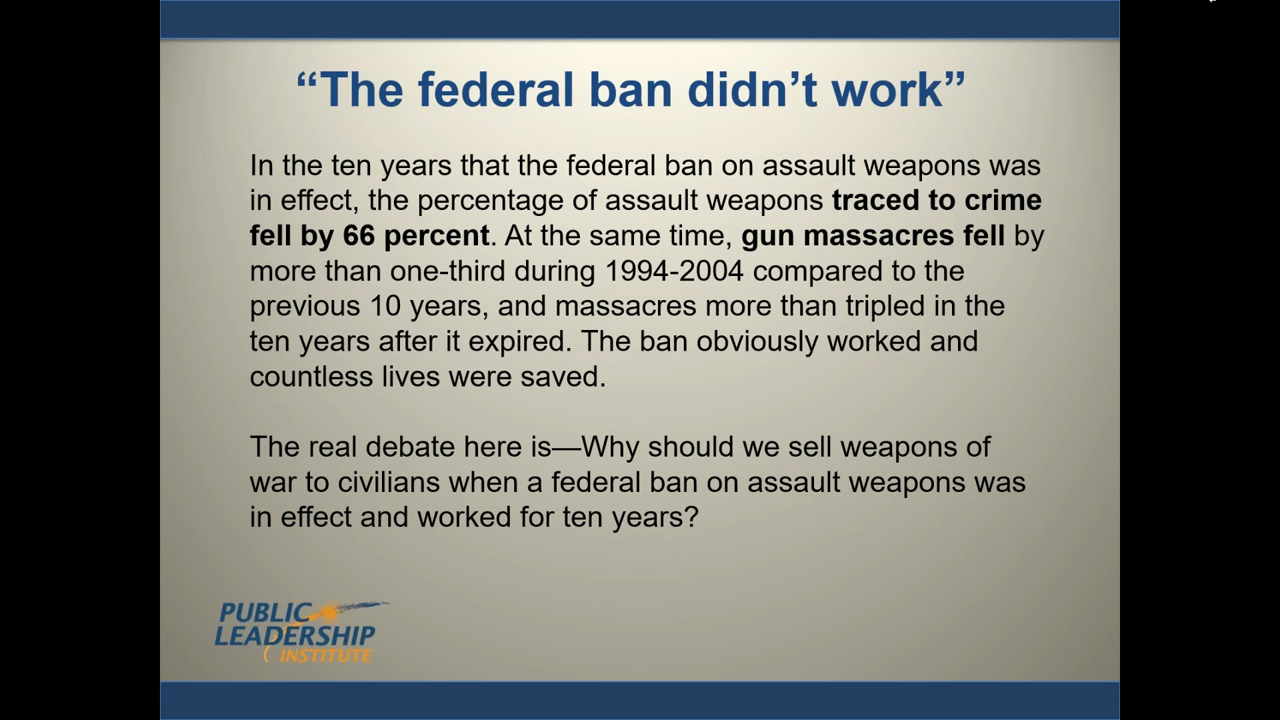 “The federal ban didn’t work”
In the ten years that the federal ban on assault weapons was
in effect, the percentage of assault weapons traced to crime
fell by 66 percent. At the same time, gun massacres fell by
more than one-third during 1994-2004 compared to the
previous 10 years, and massacres more than tripled in the
ten years after it expired. The ban obviously worked and
countless lives were saved.
The real debate here is—Why should we sell weapons of
war to civilians when a federal ban on assault weapons was
in effect and worked for ten years?
PUBLIC
LEADERSHIP
INSTITUTE